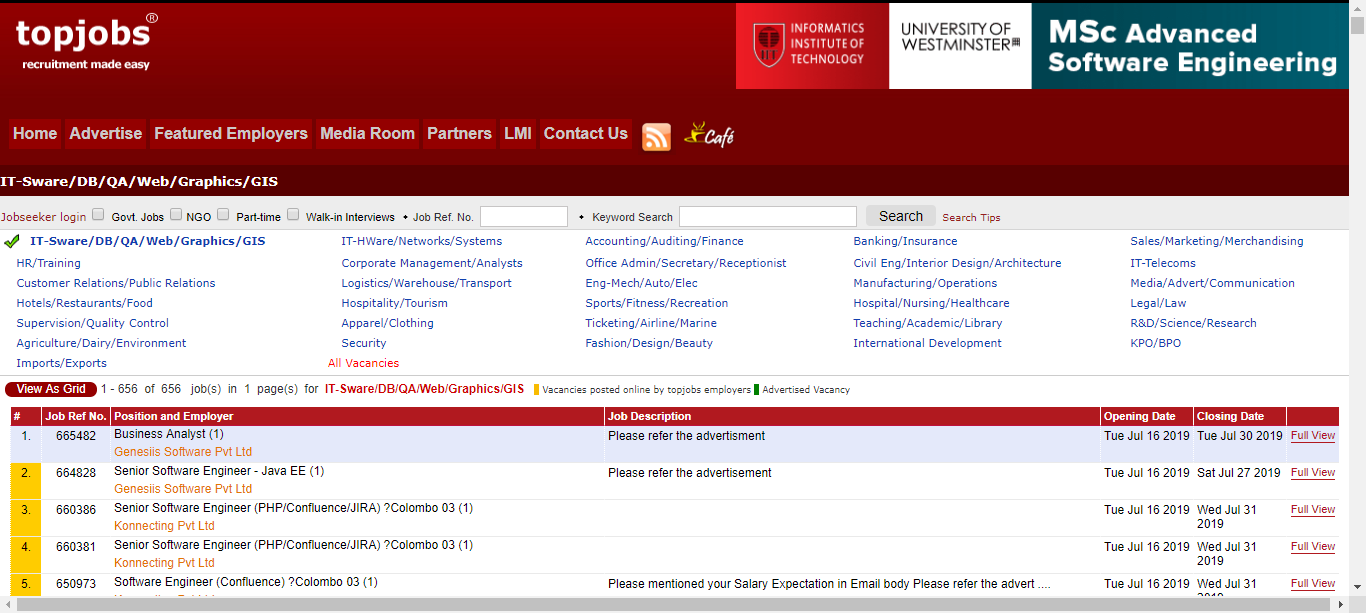 topjobs®
recruitment made easy
INFORMATICS
INSTITUTE OF
TECHNOLOGY
UNIVERSITY OF
WESTMINSTER
MSc Advanced
Software Engineering
Home Advertise Featured Employers Media Room Partners LMI Contact Us Café
IT-Sware/DB/QA/Web/Graphics/GIS
Jobseeker login Govt. Jobs NGO Part-time Walk-in Interviews • Job Ref. No. • Keyword Search Search Search Tips
IT-Sware/DB/QA/Web/Graphics/GIS IT-HWare/Networks/Systems Accounting/Auditing/Finance Banking/Insurance Sales/Marketing/Merchandising
HR/Training Corporate Management/Analysts Office Admin/Secretary/Receptionist Civil Eng/Interior Design/Architecture IT-Telecoms
Customer Relations/Public Relations Logistics/Warehouse/Transport Eng-Mech/Auto/Elec Manufacturing/Operations Media/Advert/Communication
Hotels/Restaurants/Food Hospitality/Tourism Sports/Fitness/Recreation Hospital/Nursing/Healthcare Legal/Law
Supervision/Quality Control Apparel/Clothing Ticketing/Airline/Marine Teaching/Academic/Library R&D/Science/Research
Agriculture/Dairy/Environment Security Fashion/Design/Beauty International Development KPO/BPO
Imports/Exports All Vacancies
View As Grid 1 - 656 of 656 job(s) in 1 page(s) for IT-Sware/DB/QA/Web/Graphics/GIS Vacancies posted online by topjobs employers Advertised Vacancy
# Job Ref No. Position and Employer Job Description Opening Date Closing Date
1. 665482 Business Analyst (1) Please refer the advertisment Tue Jul 16 2019 Tue Jul 30 2019 Full View
Genesiis Software Pvt Ltd
2. 664828 Senior Software Engineer - Java EE (1) Please refer the advertisement Tue Jul 16 2019 Sat Jul 27 2019 Full View
Genesiis Software Pvt Ltd
3. 660386 Senior Software Engineer (PHP/Confluence/JIRA) ?Colombo 03 (1) Tue Jul 16 2019 Wed Jul 31 Full View
Konnecting Pvt Ltd 2019
4. 660381 Senior Software Engineer (PHP/Confluence/JIRA) ?Colombo 03 (1) Tue Jul 16 2019 Wed Jul 31 Full View
Konnecting Pvt Ltd 2019
5. 650973 Software Engineer (Confluence) ?Colombo 03 (1) Please mentioned your Salary Expectation in Email body Please refer the advert .... Tue Jul 16 2019 Wed Jul 31 Full View